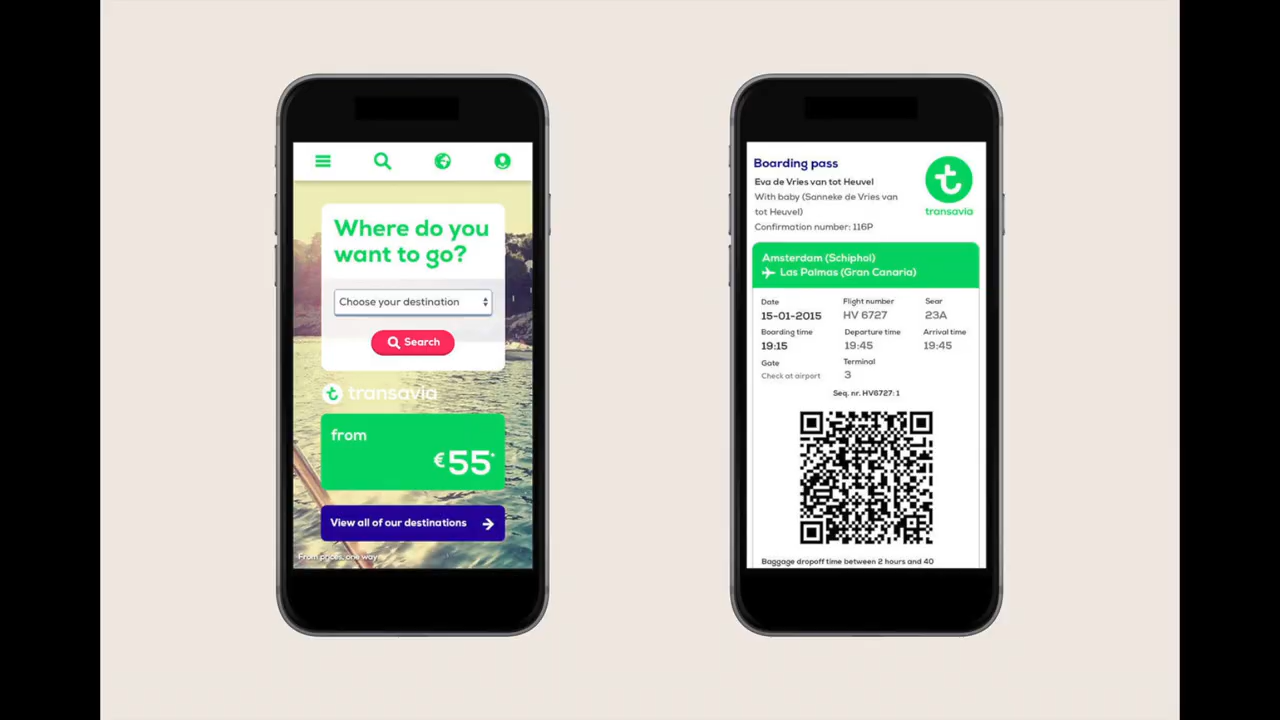 Where do you
want to go?
Choose your destination
Search
transavia
from
€55*
View all of our destinations
From prices, one way
Boarding pass
Eva de Vries van tot Heuvel
With baby (Sanneke de Vries van
tot Heuvel)
Confirmation number: 116P
transavia
Amsterdam (Schiphol)
Las Palmas (Gran Canaria)
Date Flight number Sear
15-01-2015 HV 6727 23A
Boarding time Departure time Arrival time
19:15 19:45 19:45
Gate Terminal
Check at airport 3
Seq. nr. HV6727: 1
Baggage dropoff time between 2 hours and 40